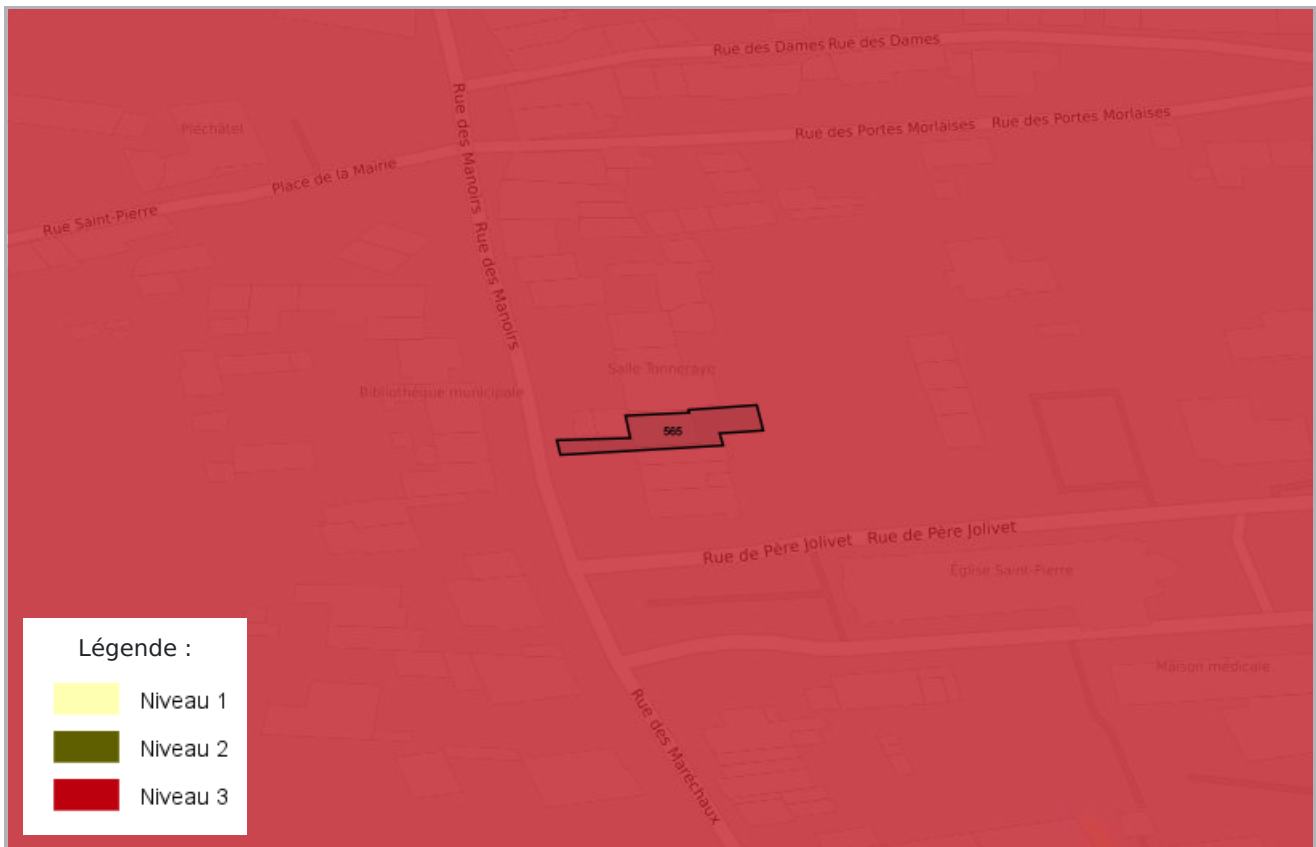 Rue des Dames Rue des Dames
Rue des Manoirs Rue des Manoirs
Rue des Portes Morlaises Rue des Portes Morlaises
Pléchâtel
Place de la Mairie
Rue Saint-Pierre
Salle Tonneraye
Bibliothèque municipale
565
Rue de Père Jolivet Rue de Père Jolivet
Église Saint-Pierre
Maison médicale
Rue des Maréchaux
Légende :
Niveau 1
Niveau 2
Niveau 3